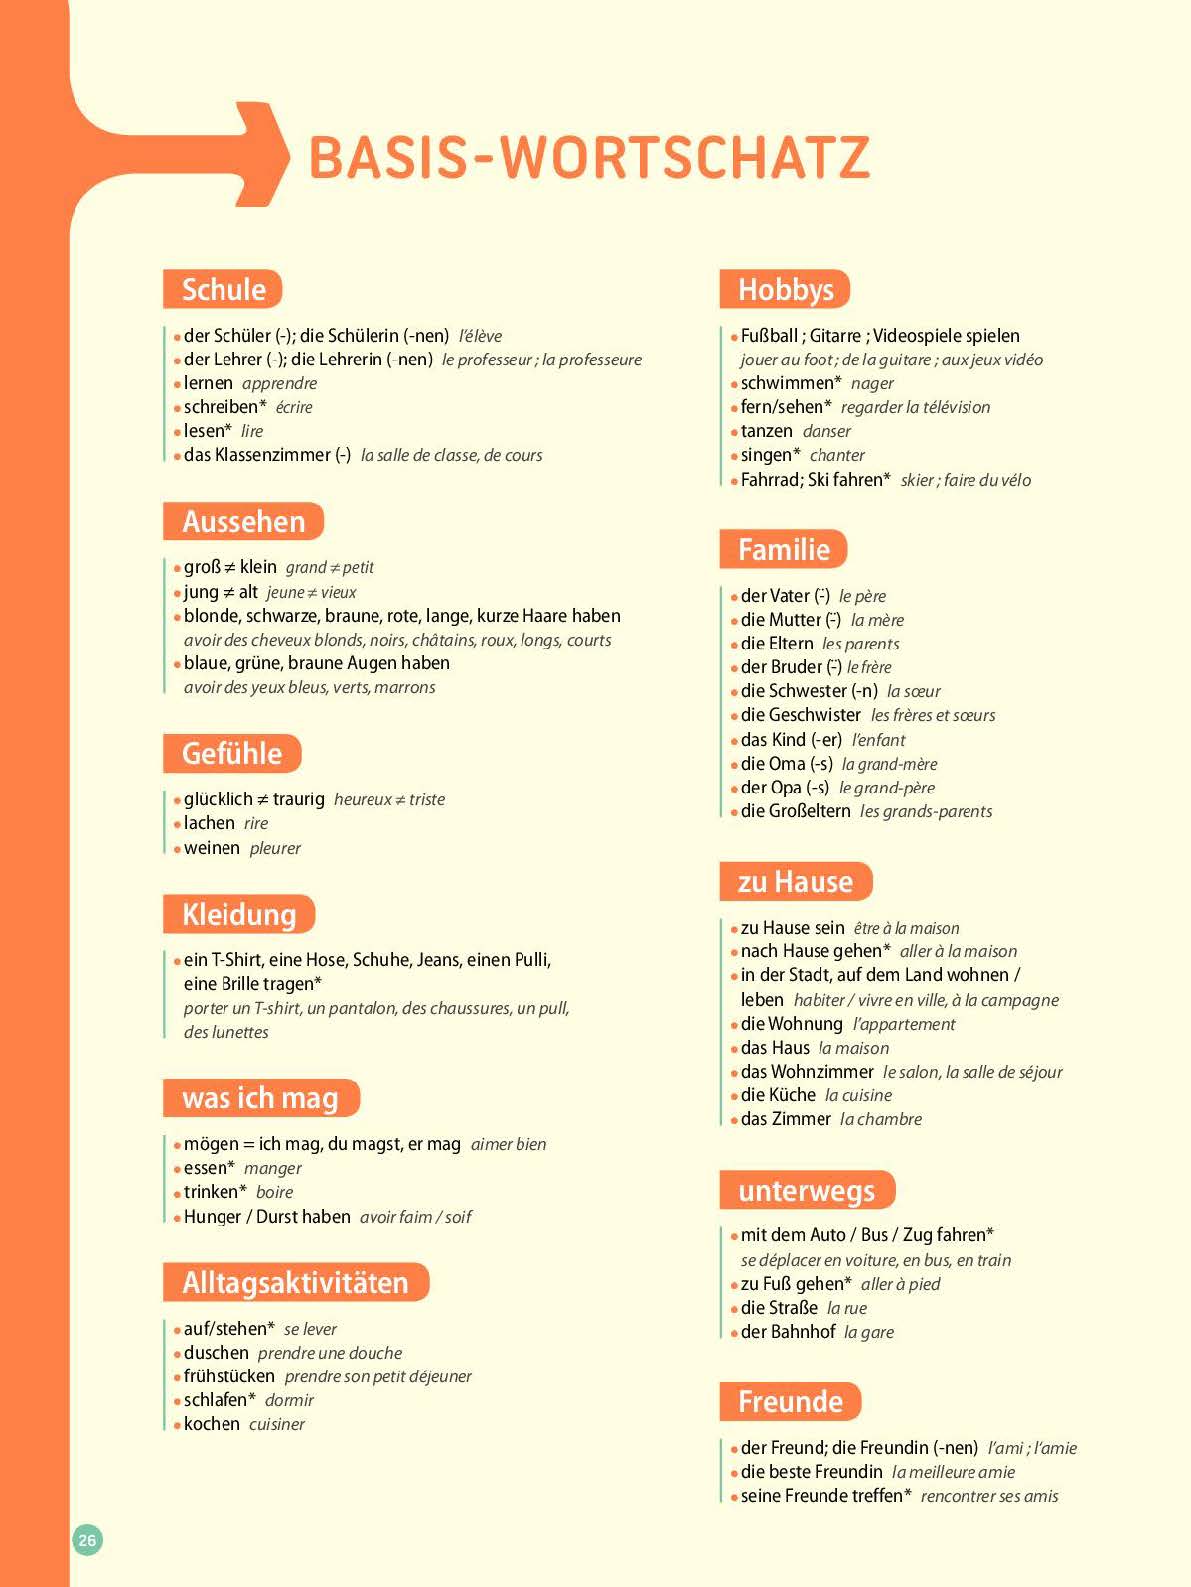 BASIS-WORTSCHATZ
Schule
• der Schüler (-); die Schülerin (-nen) l'élève
• der Lehrer (-); die Lehrerin (-nen) le professeur ; la professeure
• lernen apprendre
• schreiben* écrire
• lesen* lire
• das Klassenzimmer (-) la salle de classe, de cours
Aussehen
• groß ≠ klein grand ≠ petit
• jung ≠ alt jeune ≠ vieux
• blonde, schwarze, braune, rote, lange, kurze Haare haben
avoir des cheveux blonds, noirs, châtains, roux, longs, courts
• blaue, grüne, braune Augen haben
avoir des yeux bleus, verts, marrons
Gefühle
• glücklich ≠ traurig heureux ≠ triste
• lachen rire
• weinen pleurer
Kleidung
• ein T-Shirt, eine Hose, Schuhe, Jeans, einen Pulli,
eine Brille tragen*
porter un T-shirt, un pantalon, des chaussures, un pull,
des lunettes
was ich mag
• mögen = ich mag, du magst, er mag aimer bien
• essen* manger
• trinken* boire
• Hunger / Durst haben avoir faim / soif
Alltagsaktivitäten
• auf/stehen* se lever
• duschen prendre une douche
• frühstücken prendre son petit déjeuner
• schlafen* dormir
• kochen cuisiner
Hobbys
• Fußball ; Gitarre ; Videospiele spielen
jouer au foot ; de la guitare ; aux jeux vidéo
• schwimmen* nager
• fern/sehen* regarder la télévision
• tanzen danser
• singen* chanter
• Fahrrad; Ski fahren* skier ; faire du vélo
Familie
• der Vater (-̈) le père
• die Mutter (-̈) la mère
• die Eltern les parents
• der Bruder (-̈) le frère
• die Schwester (-n) la sœur
• die Geschwister les frères et sœurs
• das Kind (-er) l'enfant
• die Oma (-s) la grand-mère
• der Opa (-s) le grand-père
• die Großeltern les grands-parents
zu Hause
• zu Hause sein être à la maison
• nach Hause gehen* aller à la maison
• in der Stadt, auf dem Land wohnen /
leben habiter / vivre en ville, à la campagne
• die Wohnung l'appartement
• das Haus la maison
• das Wohnzimmer le salon, la salle de séjour
• die Küche la cuisine
• das Zimmer la chambre
unterwegs
• mit dem Auto / Bus / Zug fahren*
se déplacer en voiture, en bus, en train
• zu Fuß gehen* aller à pied
• die Straße la rue
• der Bahnhof la gare
Freunde
• der Freund; die Freundin (-nen) l'ami ; l'amie
• die beste Freundin la meilleure amie
• seine Freunde treffen* rencontrer ses amis
26